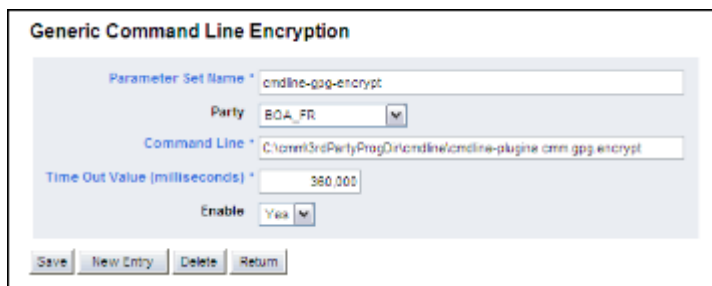 Generic Command Line Encryption
Parameter Set Name * cmdline-gpg-encrypt
Party BOA_FR
Command Line * C:\cmm\3rdPartyProgDir\cmdline\cmdline-plugins cmm.gpg.encrypt
Time Out Value (milliseconds) * 360,000
Enable Yes
Save New Entry Delete Return